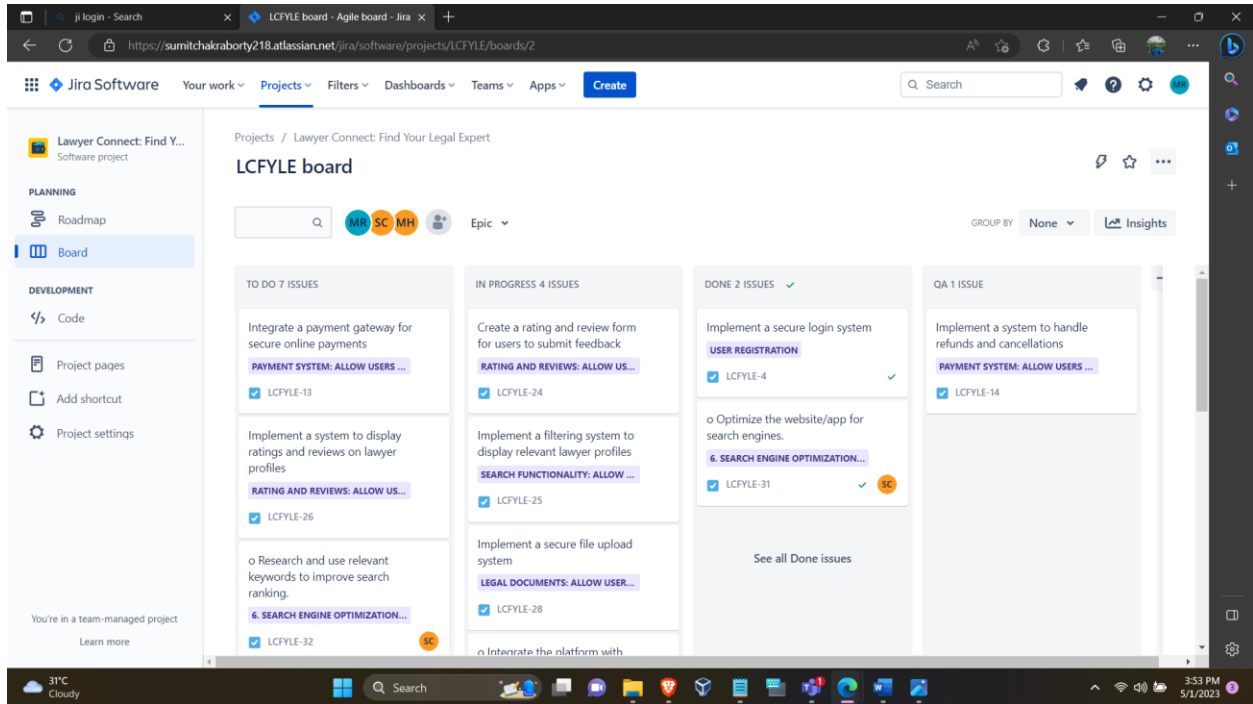 ji login - Search
LCFYLE board - Agile board - Jira
https://sumitchakraborty218.atlassian.net/jira/software/projects/LCFYLE/boards/2
Jira Software
Your work
Projects
Filters
Dashboards
Teams
Apps
Create
Search
MR
Lawyer Connect: Find Y...
Software project
PLANNING
Roadmap
Board
DEVELOPMENT
Code
Project pages
Add shortcut
Project settings
You're in a team-managed project
Learn more
Projects / Lawyer Connect: Find Your Legal Expert
LCFYLE board
MR SC MH
Epic
GROUP BY None
Insights
TO DO 7 ISSUES
Integrate a payment gateway for
secure online payments
PAYMENT SYSTEM: ALLOW USERS ...
LCFYLE-13
Implement a system to display
ratings and reviews on lawyer
profiles
RATING AND REVIEWS: ALLOW US...
LCFYLE-26
o Research and use relevant
keywords to improve search
ranking.
6. SEARCH ENGINE OPTIMIZATION...
LCFYLE-32
SC
IN PROGRESS 4 ISSUES
Create a rating and review form
for users to submit feedback
RATING AND REVIEWS: ALLOW US...
LCFYLE-24
Implement a filtering system to
display relevant lawyer profiles
SEARCH FUNCTIONALITY: ALLOW ...
LCFYLE-25
Implement a secure file upload
system
LEGAL DOCUMENTS: ALLOW USER...
LCFYLE-28
o Integrate the platform with
DONE 2 ISSUES
Implement a secure login system
USER REGISTRATION
LCFYLE-4
o Optimize the website/app for
search engines.
6. SEARCH ENGINE OPTIMIZATION...
LCFYLE-31
SC
See all Done issues
QA 1 ISSUE
Implement a system to handle
refunds and cancellations
PAYMENT SYSTEM: ALLOW USERS ...
LCFYLE-14
31°C
Cloudy
Search
3:53 PM
5/1/2023
3